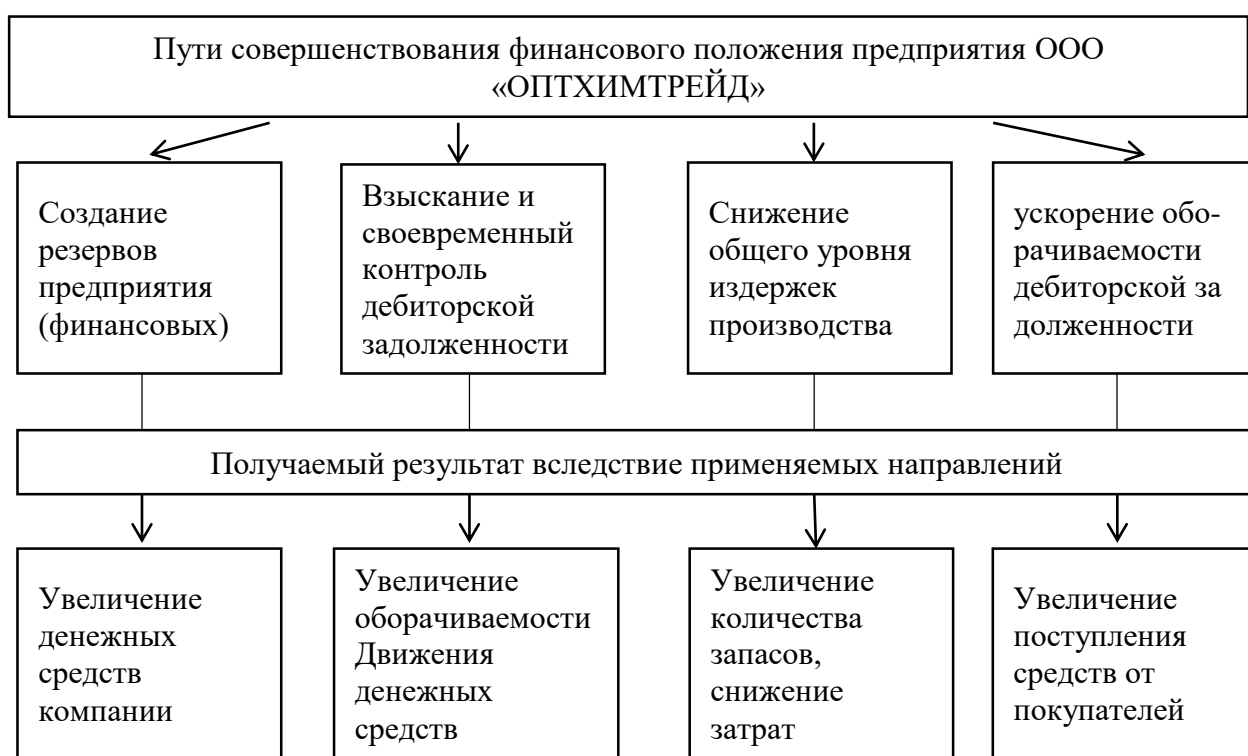 Пути совершенствования финансового положения предприятия ООО
«ОПТХИМТРЕЙД»
Создание
резервов
предприятия
(финансовых)
Взыскание и
своевременный
контроль
дебиторской
задолженности
Снижение
общего уровня
издержек
производства
ускорение обо-
рачиваемости
дебиторской за
долженности
Получаемый результат вследствие применяемых направлений
Увеличение
денежных
средств
компании
Увеличение
оборачиваемости
Движения
денежных
средств
Увеличение
количества
запасов,
снижение
затрат
Увеличение
поступления
средств от
покупателей